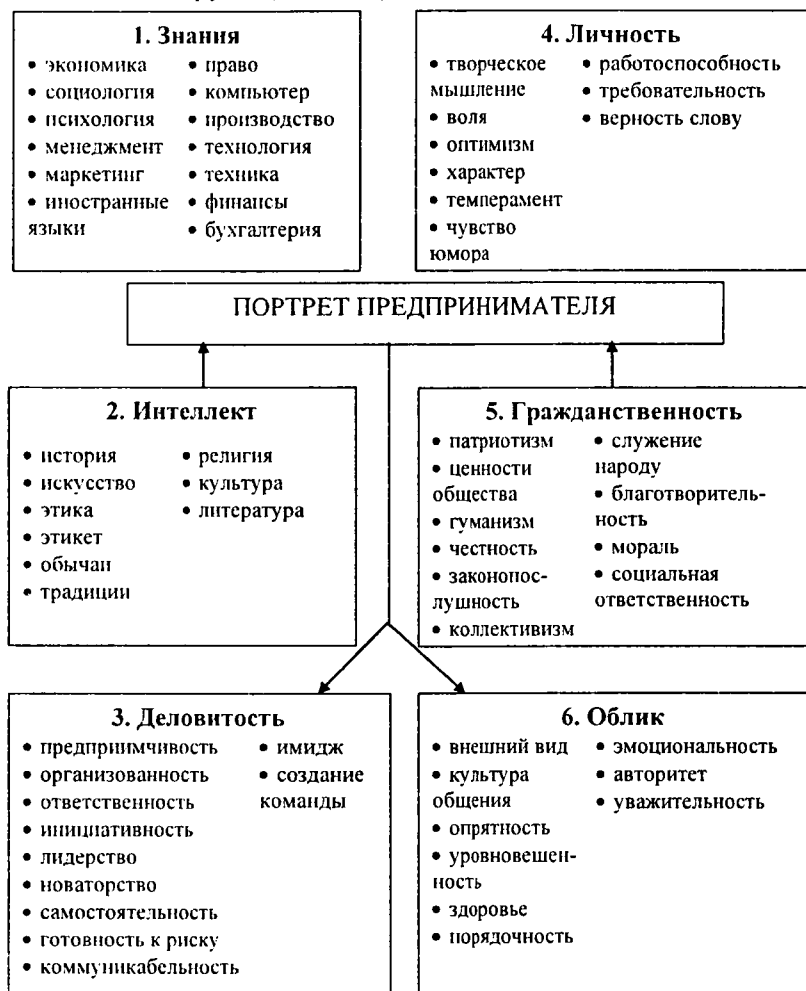 1. Знания
• экономика
• социология
• психология
• менеджмент
• маркетинг
• иностранные
языки
• право
• компьютер
• производство
• технология
• техника
• финансы
• бухгалтерия
4. Личность
• творческое
мышление
• воля
• оптимизм
• характер
• темперамент
• чувство
юмора
• работоспособность
• требовательность
• верность слову
ПОРТРЕТ ПРЕДПРИНИМАТЕЛЯ
2. Интеллект
• история
• искусство
• этика
• этикет
• обычаи
• традиции
• религия
• культура
• литература
5. Гражданственность
• патриотизм
• ценности
общества
• гуманизм
• честность
• законопос-
лушность
• коллективизм
• служение
народу
• благотворитель-
ность
• мораль
• социальная
ответственность
3. Деловитость
• предприимчивость
• организованность
• ответственность
• инициативность
• лидерство
• новаторство
• самостоятельность
• готовность к риску
• коммуникабельность
• имидж
• создание
команды
6. Облик
• внешний вид
• культура
общения
• опрятность
• уровновешен-
ность
• здоровье
• порядочность
• эмоциональность
• авторитет
• уважительность